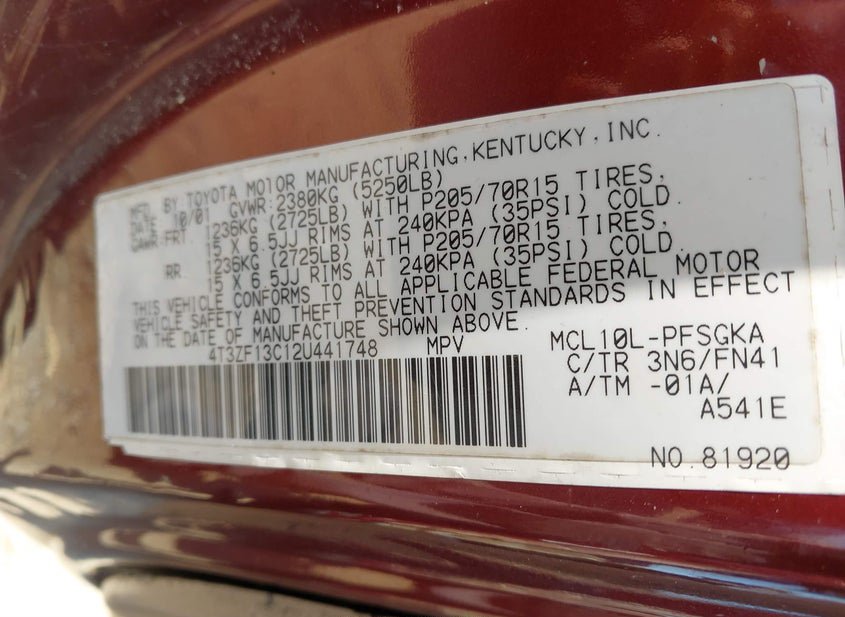 MFD. BY TOYOTA MOTOR MANUFACTURING, KENTUCKY, INC.
DATE: 10/01 GVWR: 2380KG (5250LB)
GAWR: FRT 1236KG (2725LB) WITH P205/70R15 TIRES,
15 X 6.5JJ RIMS AT 240KPA (35PSI) COLD.
RR 1236KG (2725LB) WITH P205/70R15 TIRES,
15 X 6.5JJ RIMS AT 240KPA (35PSI) COLD.
THIS VEHICLE CONFORMS TO ALL APPLICABLE FEDERAL MOTOR
VEHICLE SAFETY AND THEFT PREVENTION STANDARDS IN EFFECT
ON THE DATE OF MANUFACTURE SHOWN ABOVE.
4T3ZF13C12U441748 MPV
MCL10L-PFSGKA
C/TR 3N6/FN41
A/TM -01A/
A541E
NO.81920